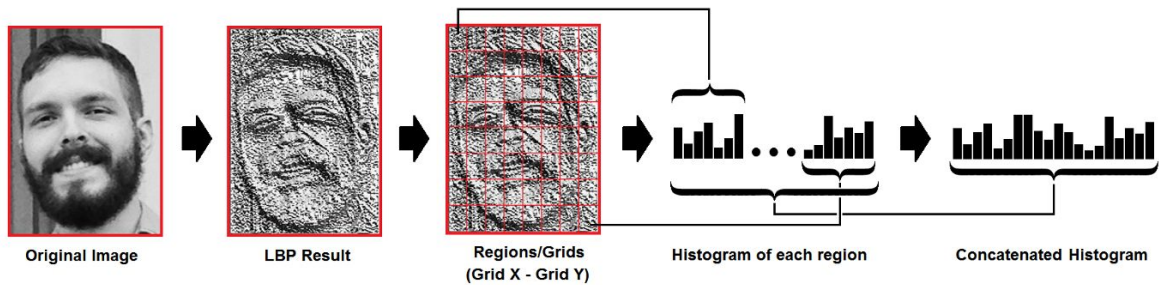 Original Image
LBP Result
Regions/Grids
(Grid X - Grid Y)
Histogram of each region
Concatenated Histogram